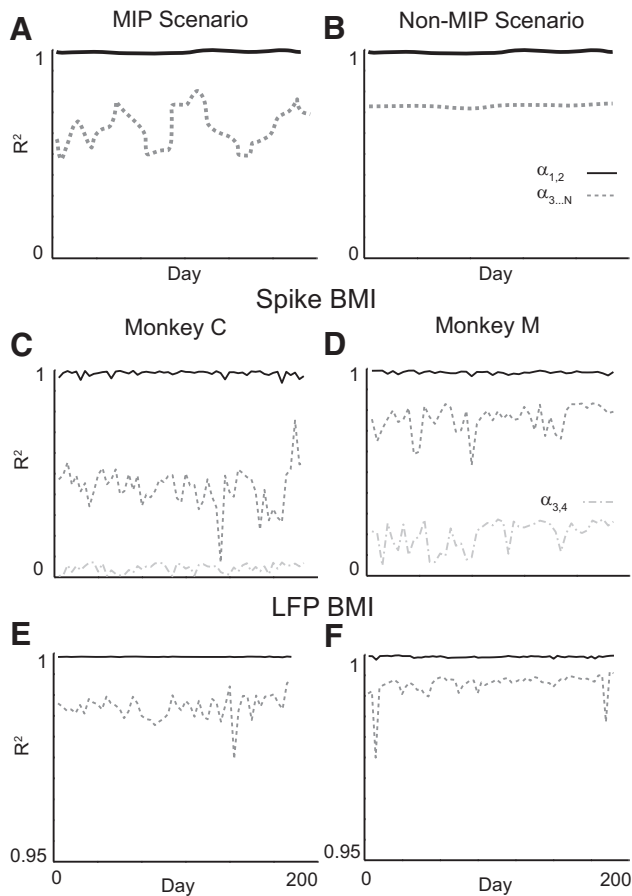 A MIP Scenario
B Non-MIP Scenario
1
1
R²
α₁,₂
α₃...N
0
0
Day
Day
Spike BMI
C Monkey C
D Monkey M
1
1
R²
α₃,₄
0
0
LFP BMI
E
F
1
1
R²
0.95
0.95
0 Day 200
0 Day 200